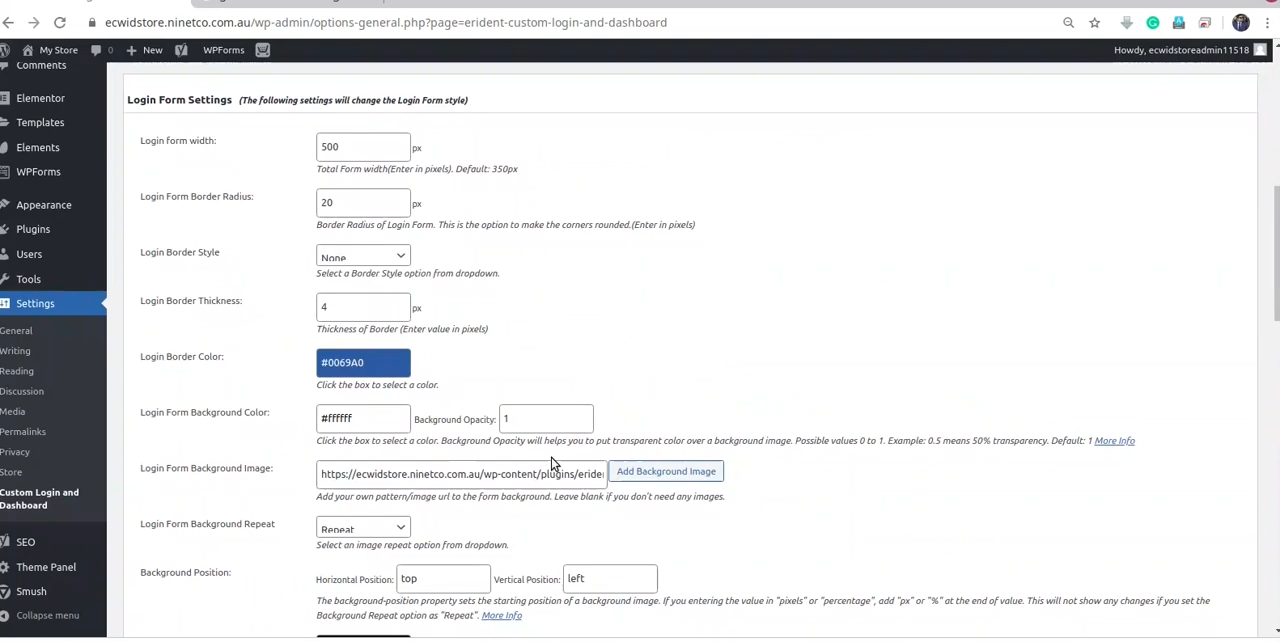 ecwidstore.ninetco.com.au/wp-admin/options-general.php?page=erident-custom-login-and-dashboard
My Store 0 New WPForms Howdy, ecwidstoreadmin11518
Comments
Elementor
Templates
Elements
WPForms
Appearance
Plugins
Users
Tools
Settings
General
Writing
Reading
Discussion
Media
Permalinks
Privacy
Store
Custom Login and
Dashboard
SEO
Theme Panel
Smush
Collapse menu
Login Form Settings (The following settings will change the Login Form style)
Login form width: 500 px
Total Form width(Enter in pixels). Default: 350px
Login Form Border Radius: 20 px
Border Radius of Login Form. This is the option to make the corners rounded.(Enter in pixels)
Login Border Style None
Select a Border Style option from dropdown.
Login Border Thickness: 4 px
Thickness of Border (Enter value in pixels)
Login Border Color: #0069A0
Click the box to select a color.
Login Form Background Color: #ffffff Background Opacity: 1
Click the box to select a color. Background Opacity will helps you to put transparent color over a background image. Possible values 0 to 1. Example: 0.5 means 50% transparency. Default: 1 More Info
Login Form Background Image: https://ecwidstore.ninetco.com.au/wp-content/plugins/eride Add Background Image
Add your own pattern/image url to the form background. Leave blank if you don't need any images.
Login Form Background Repeat Repeat
Select an image repeat option from dropdown.
Background Position: Horizontal Position: top Vertical Position: left
The background-position property sets the starting position of a background image. If you entering the value in "pixels" or "percentage", add "px" or "%" at the end of value. This will not show any changes if you set the
Background Repeat option as "Repeat". More Info